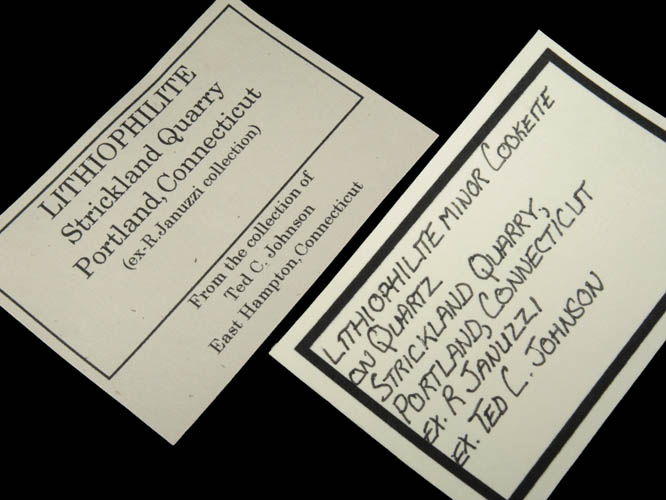 LITHIOPHILITE
Strickland Quarry
Portland, Connecticut
(ex-R.Januzzi collection)
From the collection of
Ted C. Johnson
East Hampton, Connecticut
LITHIOPHILITE MINOR COOKEITE
ON QUARTZ
STRICKLAND QUARRY,
PORTLAND, CONNECTICUT
EX. R JANUZZI
EX. TED C. JOHNSON